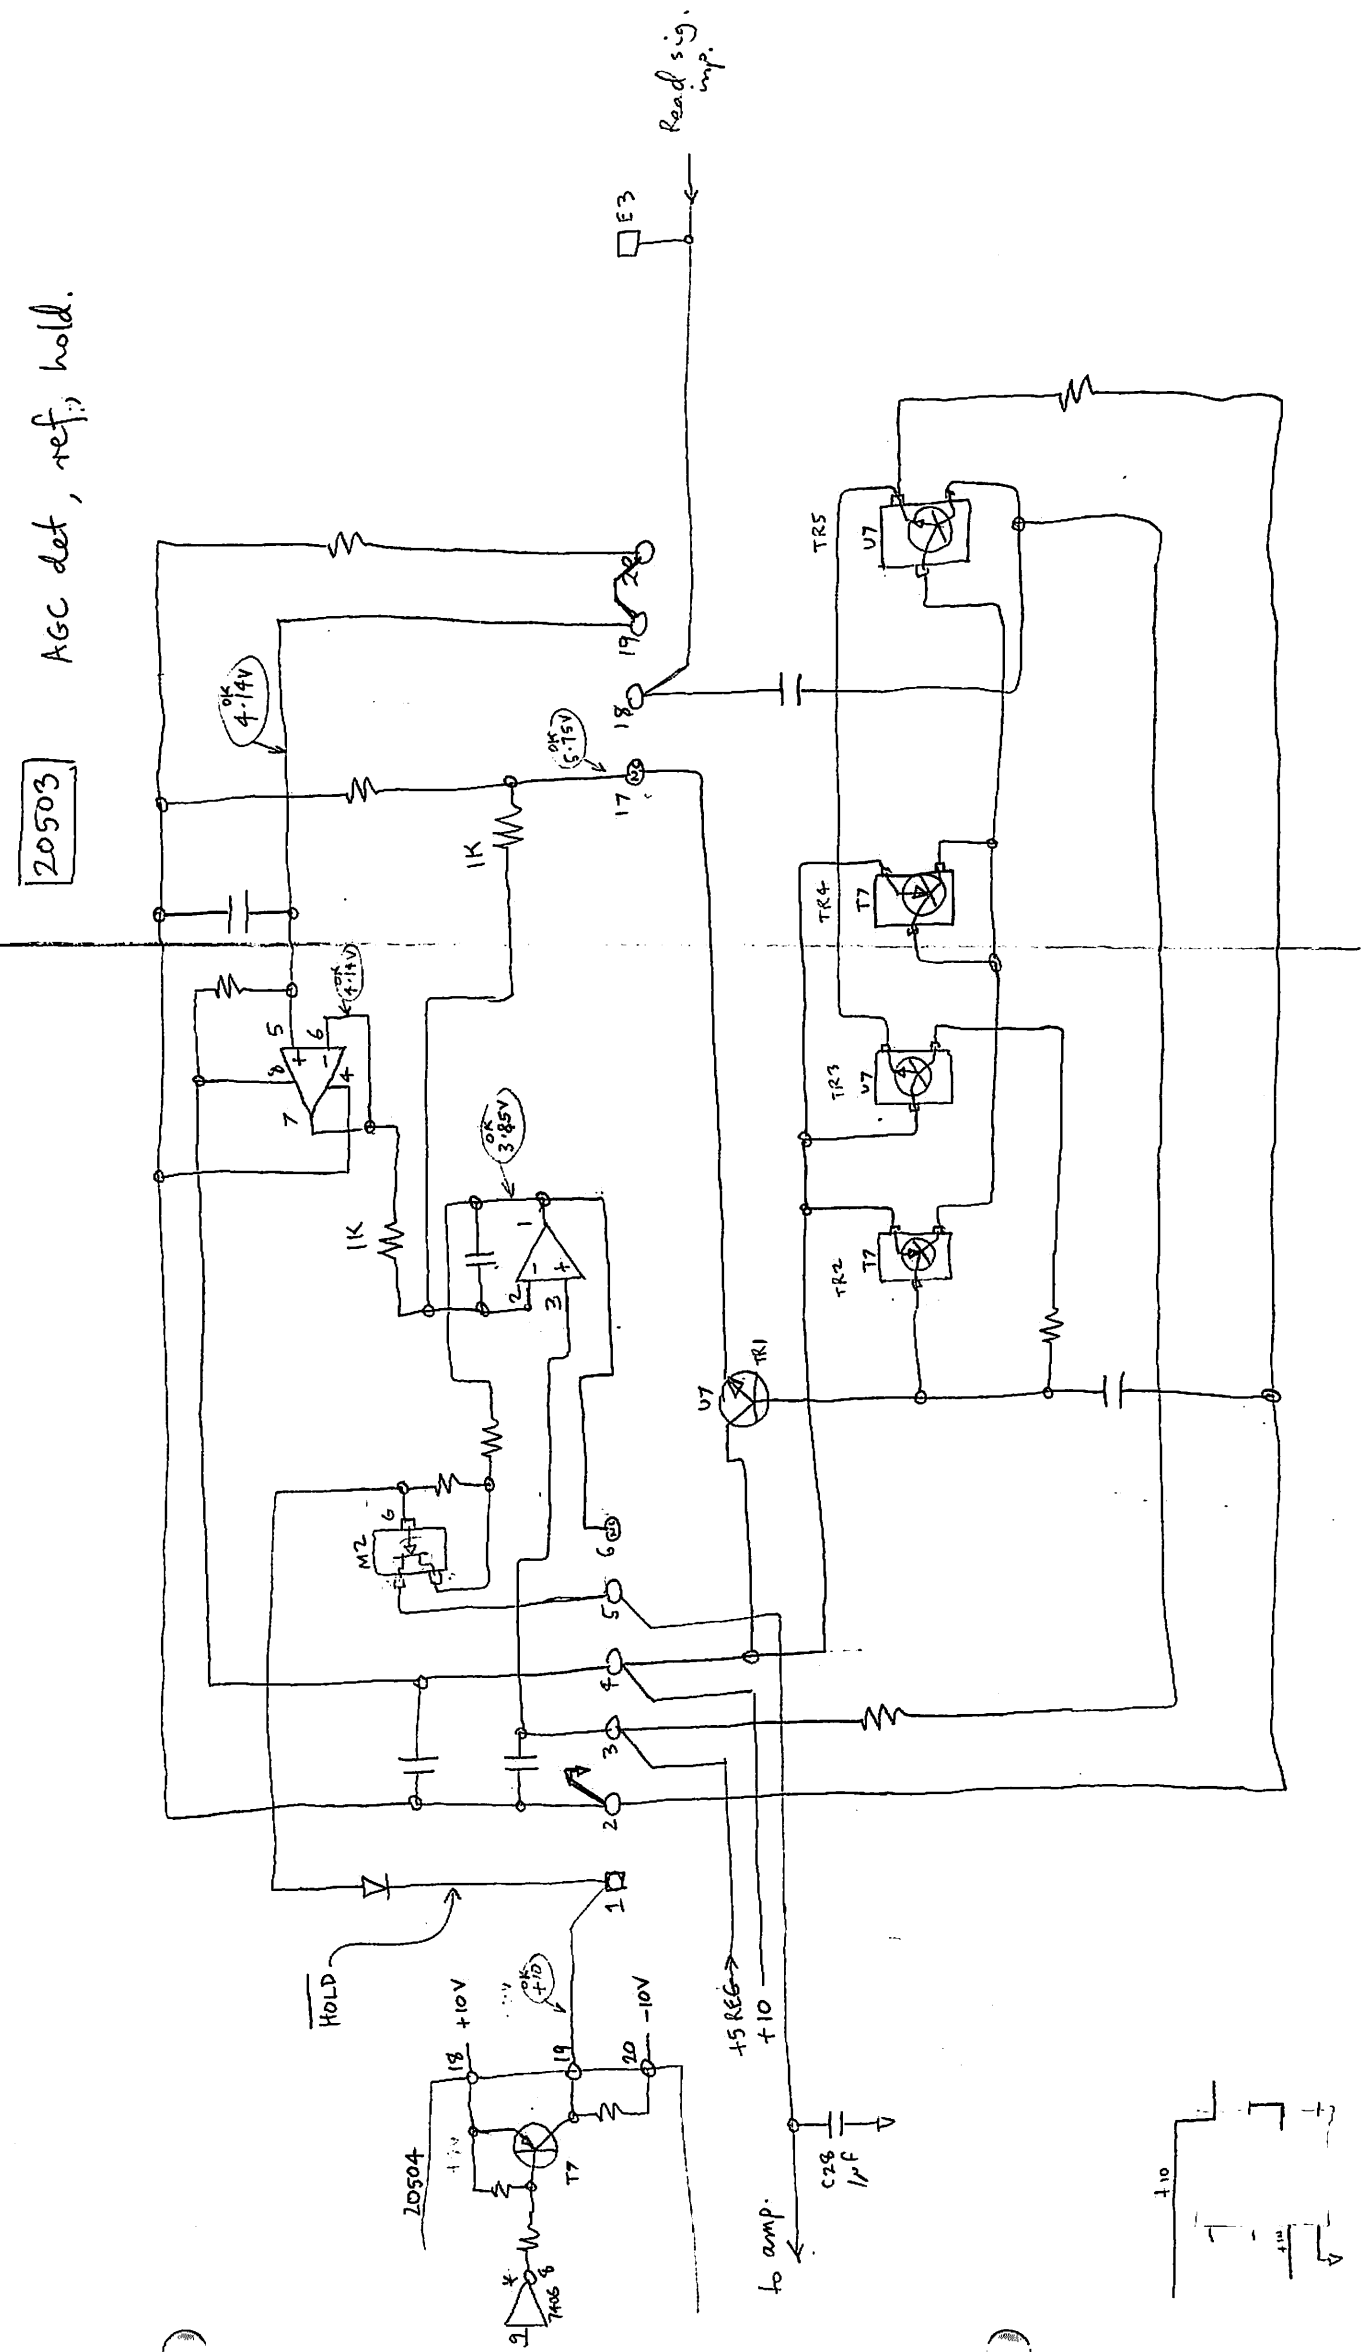 20503
AGC det, ref, hold.
Read sig.
inp.
E3
OK
4.14V
OK
5.75V
OK
4.14V
OK
3.85V
OK
+10
1K
1K
1K
5
6
8
4
7
2
3
1
20
19
18
17
6
5
4
3
2
1
M2
G
HOLD
TR5
U7
TR4
T7
TR3
U7
TR2
T7
TR1
U7
20504
18
+10V
19
20
-10V
T7
9
8
*
7406
+5 REG
+10
to amp.
C28
1µF
+10
+10